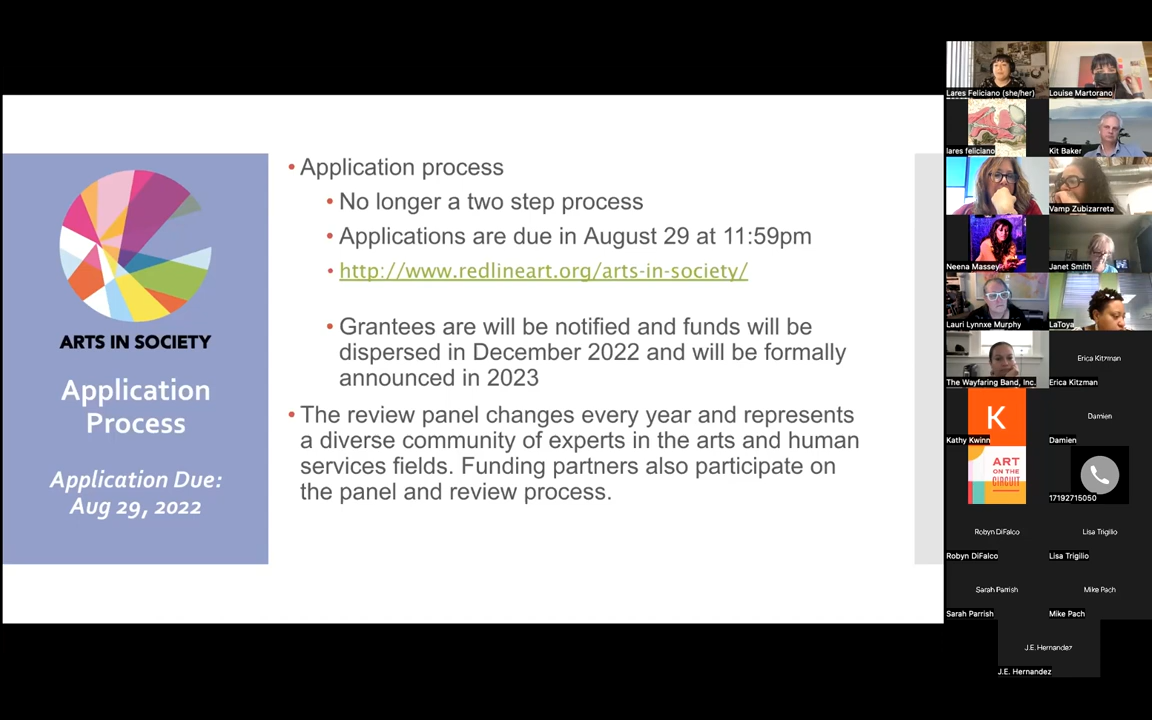 ARTS IN SOCIETY
Application
Process
Application Due:
Aug 29, 2022
• Application process
• No longer a two step process
• Applications are due in August 29 at 11:59pm
• http://www.redlineart.org/arts-in-society/
• Grantees are will be notified and funds will be
dispersed in December 2022 and will be formally
announced in 2023
• The review panel changes every year and represents
a diverse community of experts in the arts and human
services fields. Funding partners also participate on
the panel and review process.
Lares Feliciano (she/her)
Louise Martorano
lares feliciano
Kit Baker
Vamp Zubizarreta
Neena Massey
Janet Smith
Lauri Lynnxe Murphy
LaToya
The Wayfaring Band, Inc.
Erica Kitzman
Erica Kitzman
K
Kathy Kwinn
Damien
Damien
ART
ON THE
CIRCUIT
17192715050
Robyn DiFalco
Robyn DiFalco
Lisa Trigilio
Lisa Trigilio
Sarah Parrish
Sarah Parrish
Mike Pach
Mike Pach
J.E. Hernandez
J.E. Hernandez